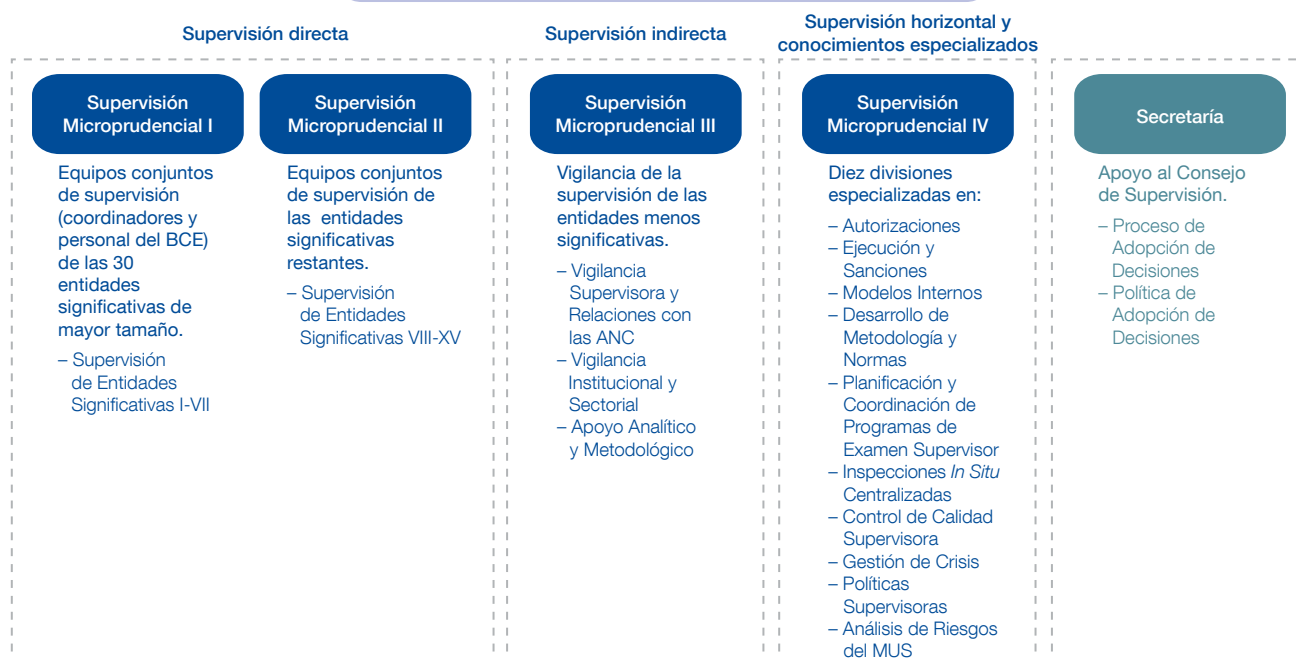 Supervisión directa
Supervisión
Microprudencial I
Equipos conjuntos
de supervisión
(coordinadores y
personal del BCE)
de las 30
entidades
significativas de
mayor tamaño.
– Supervisión
de Entidades
Significativas I-VII
Supervisión
Microprudencial II
Equipos conjuntos
de supervisión de
las entidades
significativas
restantes.
– Supervisión
de Entidades
Significativas VIII-XV
Supervisión indirecta
Supervisión
Microprudencial III
Vigilancia de la
supervisión de las
entidades menos
significativas.
– Vigilancia
Supervisora y
Relaciones con
las ANC
– Vigilancia
Institucional y
Sectorial
– Apoyo Analítico
y Metodológico
Supervisión horizontal y
conocimientos especializados
Supervisión
Microprudencial IV
Diez divisiones
especializadas en:
– Autorizaciones
– Ejecución y
Sanciones
– Modelos Internos
– Desarrollo de
Metodología y
Normas
– Planificación y
Coordinación de
Programas de
Examen Supervisor
– Inspecciones In Situ
Centralizadas
– Control de Calidad
Supervisora
– Gestión de Crisis
– Políticas
Supervisoras
– Análisis de Riesgos
del MUS
Secretaría
Apoyo al Consejo
de Supervisión.
– Proceso de
Adopción de
Decisiones
– Política de
Adopción de
Decisiones